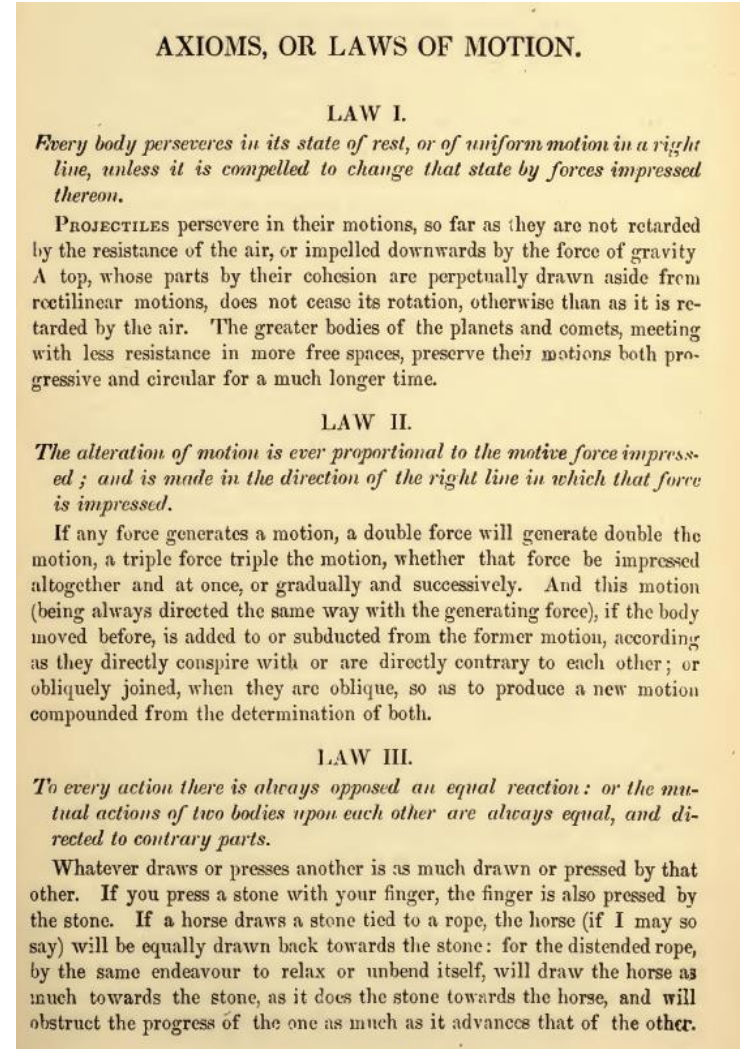 AXIOMS, OR LAWS OF MOTION.
LAW I.
Every body perseveres in its state of rest, or of uniform motion in a right
line, unless it is compelled to change that state by forces impressed
thereon.
PROJECTILES persevere in their motions, so far as they are not retarded
by the resistance of the air, or impelled downwards by the force of gravity
A top, whose parts by their cohesion are perpetually drawn aside from
rectilinear motions, does not cease its rotation, otherwise than as it is re-
tarded by the air. The greater bodies of the planets and comets, meeting
with less resistance in more free spaces, preserve their motions both pro-
gressive and circular for a much longer time.
LAW II.
The alteration of motion is ever proportional to the motive force impress-
ed; and is made in the direction of the right line in which that force
is impressed.
If any force generates a motion, a double force will generate double the
motion, a triple force triple the motion, whether that force be impressed
altogether and at once, or gradually and successively. And this motion
(being always directed the same way with the generating force), if the body
moved before, is added to or subducted from the former motion, according
as they directly conspire with or are directly contrary to each other; or
obliquely joined, when they are oblique, so as to produce a new motion
compounded from the determination of both.
LAW III.
To every action there is always opposed an equal reaction: or the mu-
tual actions of two bodies upon each other are always equal, and di-
rected to contrary parts.
Whatever draws or presses another is as much drawn or pressed by that
other. If you press a stone with your finger, the finger is also pressed by
the stone. If a horse draws a stone tied to a rope, the horse (if I may so
say) will be equally drawn back towards the stone: for the distended rope,
by the same endeavour to relax or unbend itself, will draw the horse as
much towards the stone, as it does the stone towards the horse, and will
obstruct the progress of the one as much as it advances that of the other.